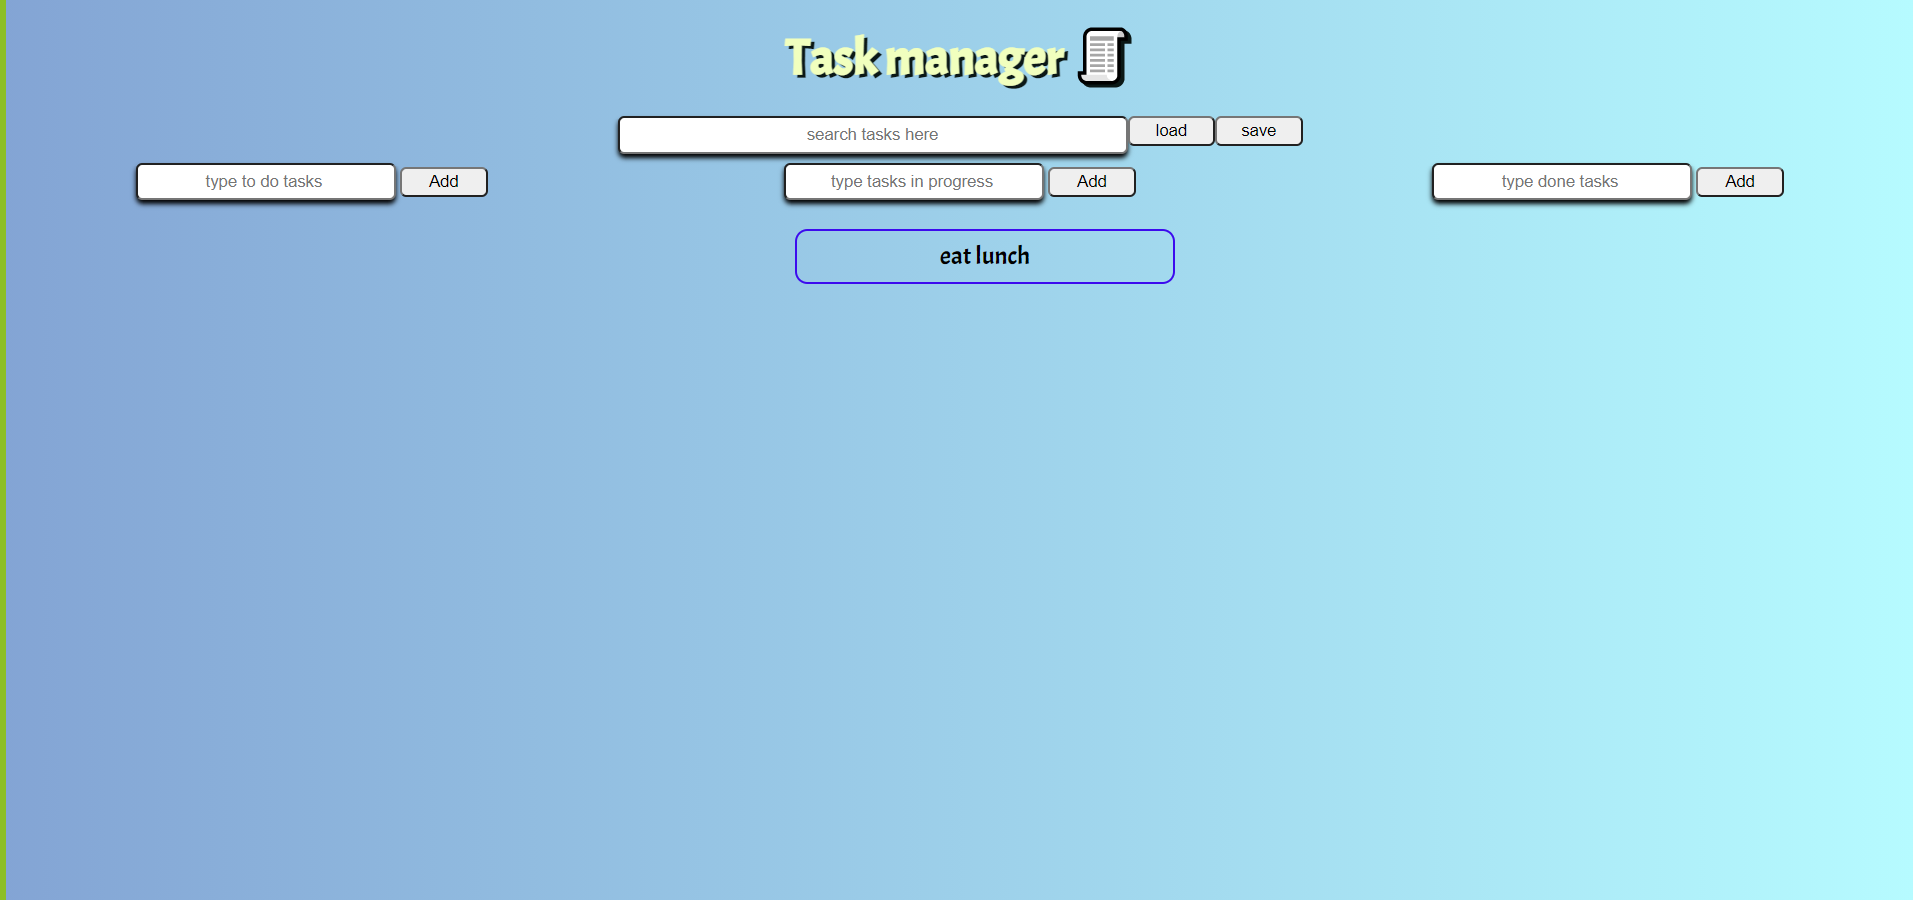 Task manager
search tasks here load save
type to do tasks Add type tasks in progress Add type done tasks Add
eat lunch